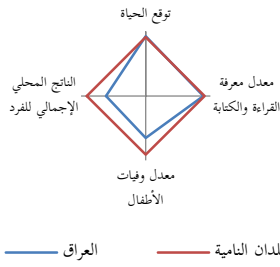 توقع الحياة
الناتج المحلي
الإجمالي للفرد
معدل معرفة
القراءة والكتابة
معدل وفيات
الأطفال
العراق
لدان النامية